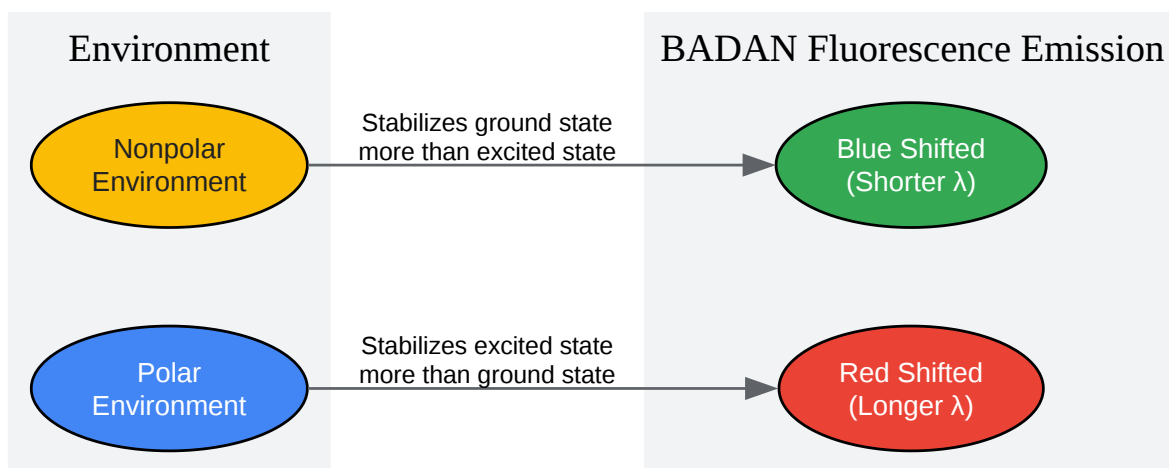 Environment
BADAN Fluorescence Emission
Nonpolar
Environment
Stabilizes ground state
more than excited state
Blue Shifted
(Shorter λ)
Polar
Environment
Stabilizes excited state
more than ground state
Red Shifted
(Longer λ)